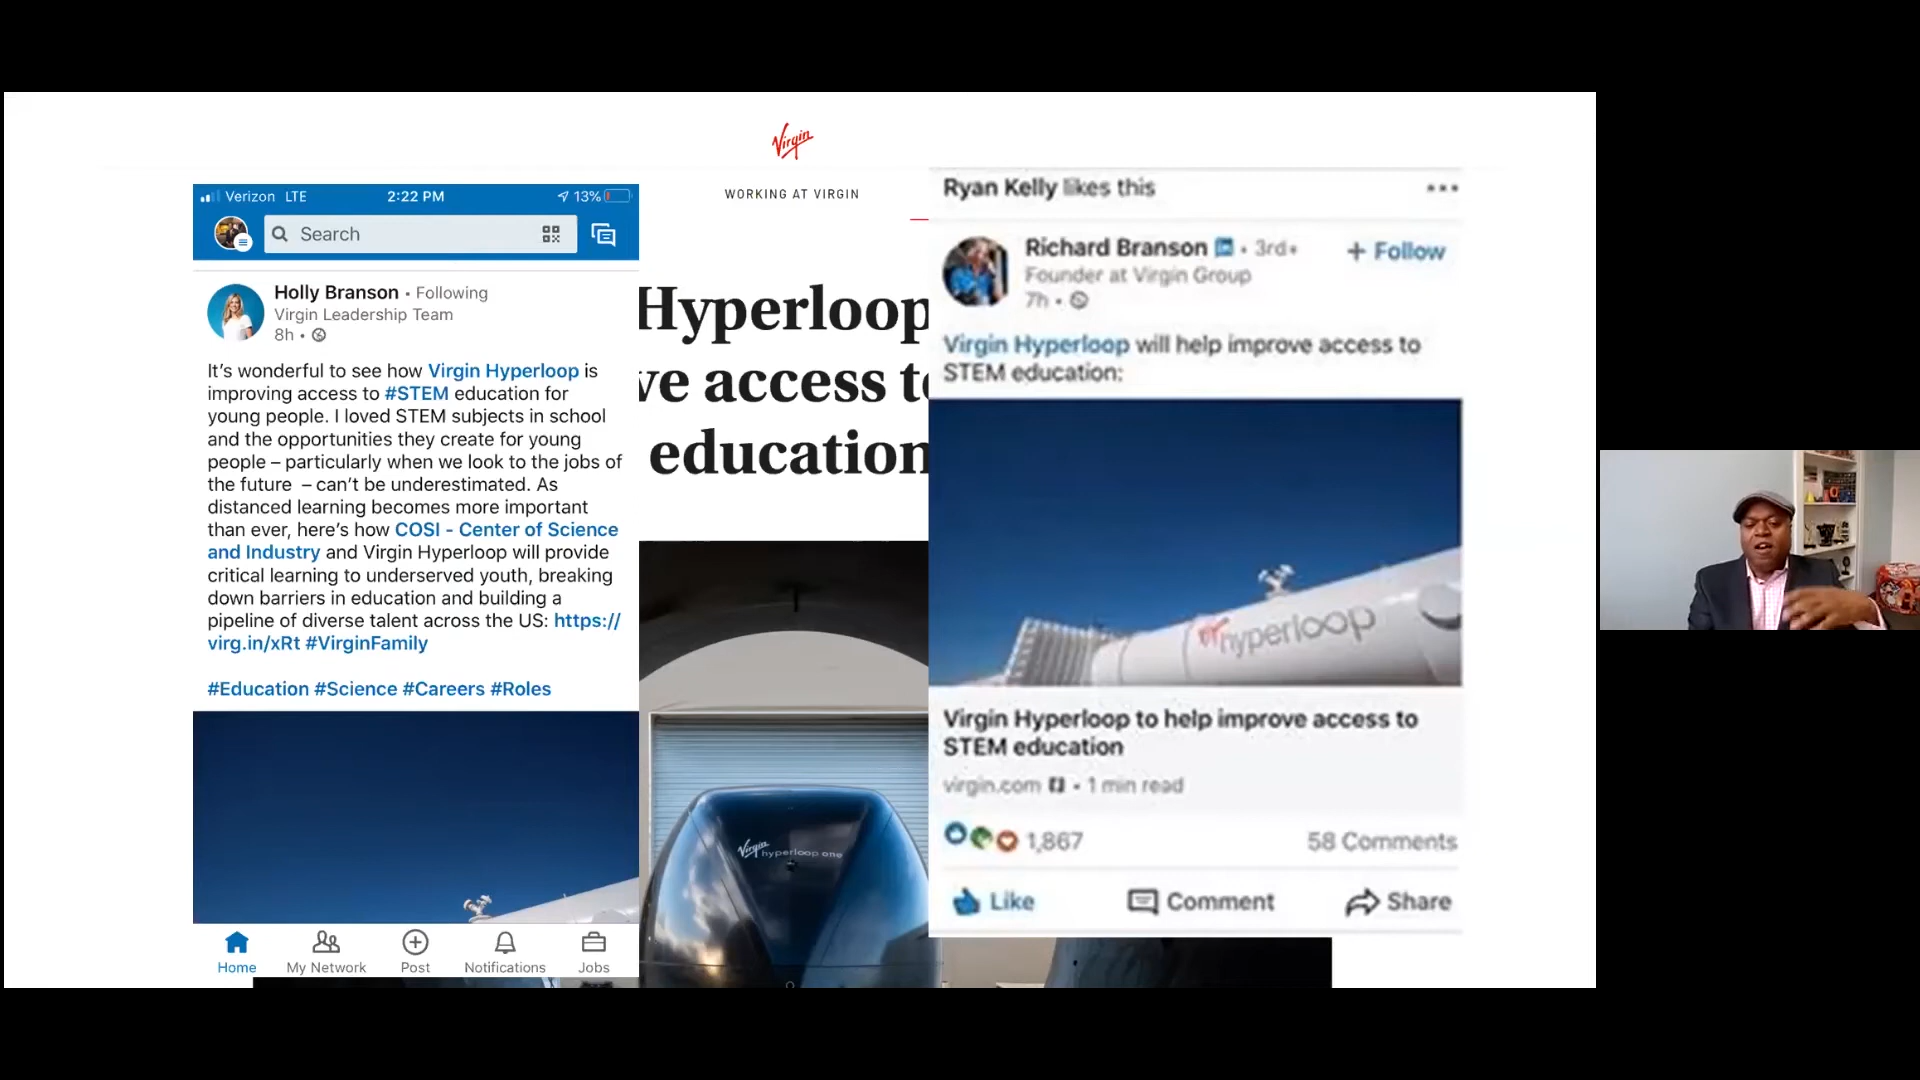 Virgin
WORKING AT VIRGIN
Verizon LTE 2:22 PM 13%
Search
Holly Branson • Following
Virgin Leadership Team
8h •
It's wonderful to see how Virgin Hyperloop is
improving access to #STEM education for
young people. I loved STEM subjects in school
and the opportunities they create for young
people – particularly when we look to the jobs of
the future – can't be underestimated. As
distanced learning becomes more important
than ever, here's how COSI - Center of Science
and Industry and Virgin Hyperloop will provide
critical learning to underserved youth, breaking
down barriers in education and building a
pipeline of diverse talent across the US: https://
virg.in/xRt #VirginFamily
#Education #Science #Careers #Roles
Home My Network Post Notifications Jobs
Hyperloop
ve access to
education
Virgin hyperloop one
Ryan Kelly likes this
Richard Branson in • 3rd+
+ Follow
Founder at Virgin Group
7h •
Virgin Hyperloop will help improve access to
STEM education:
hyperloop
Virgin Hyperloop to help improve access to
STEM education
virgin.com • 1 min read
1,867 58 Comments
Like Comment Share